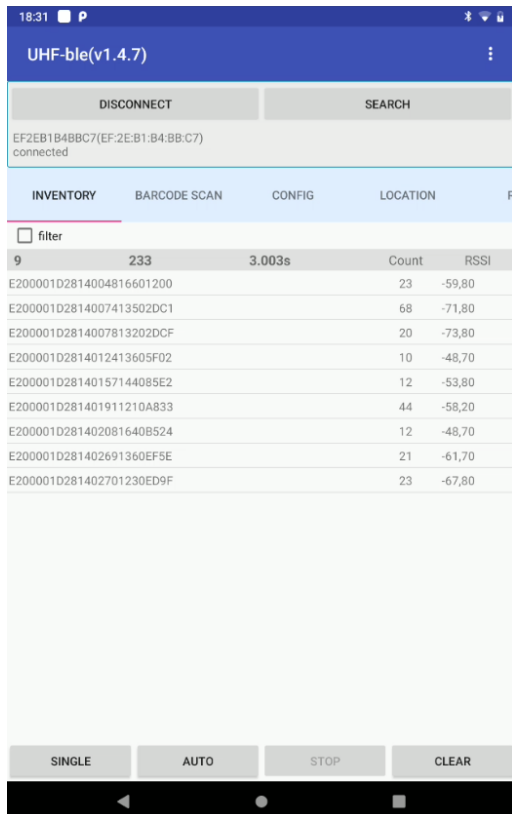 18:31
UHF-ble(v1.4.7)
DISCONNECT SEARCH
EF2EB1B4BBC7(EF:2E:B1:B4:BB:C7)
connected
INVENTORY BARCODE SCAN CONFIG LOCATION
filter
9 233 3.003s Count RSSI
E200001D2814004816601200 23 -59,80
E200001D2814007413502DC1 68 -71,80
E200001D2814007813202DCF 20 -73,80
E200001D2814012413605F02 10 -48,70
E200001D28140157144085E2 12 -53,80
E200001D281401911210A833 44 -58,20
E200001D281402081640B524 12 -48,70
E200001D281402691360EF5E 21 -61,70
E200001D281402701230ED9F 23 -67,80
SINGLE AUTO STOP CLEAR